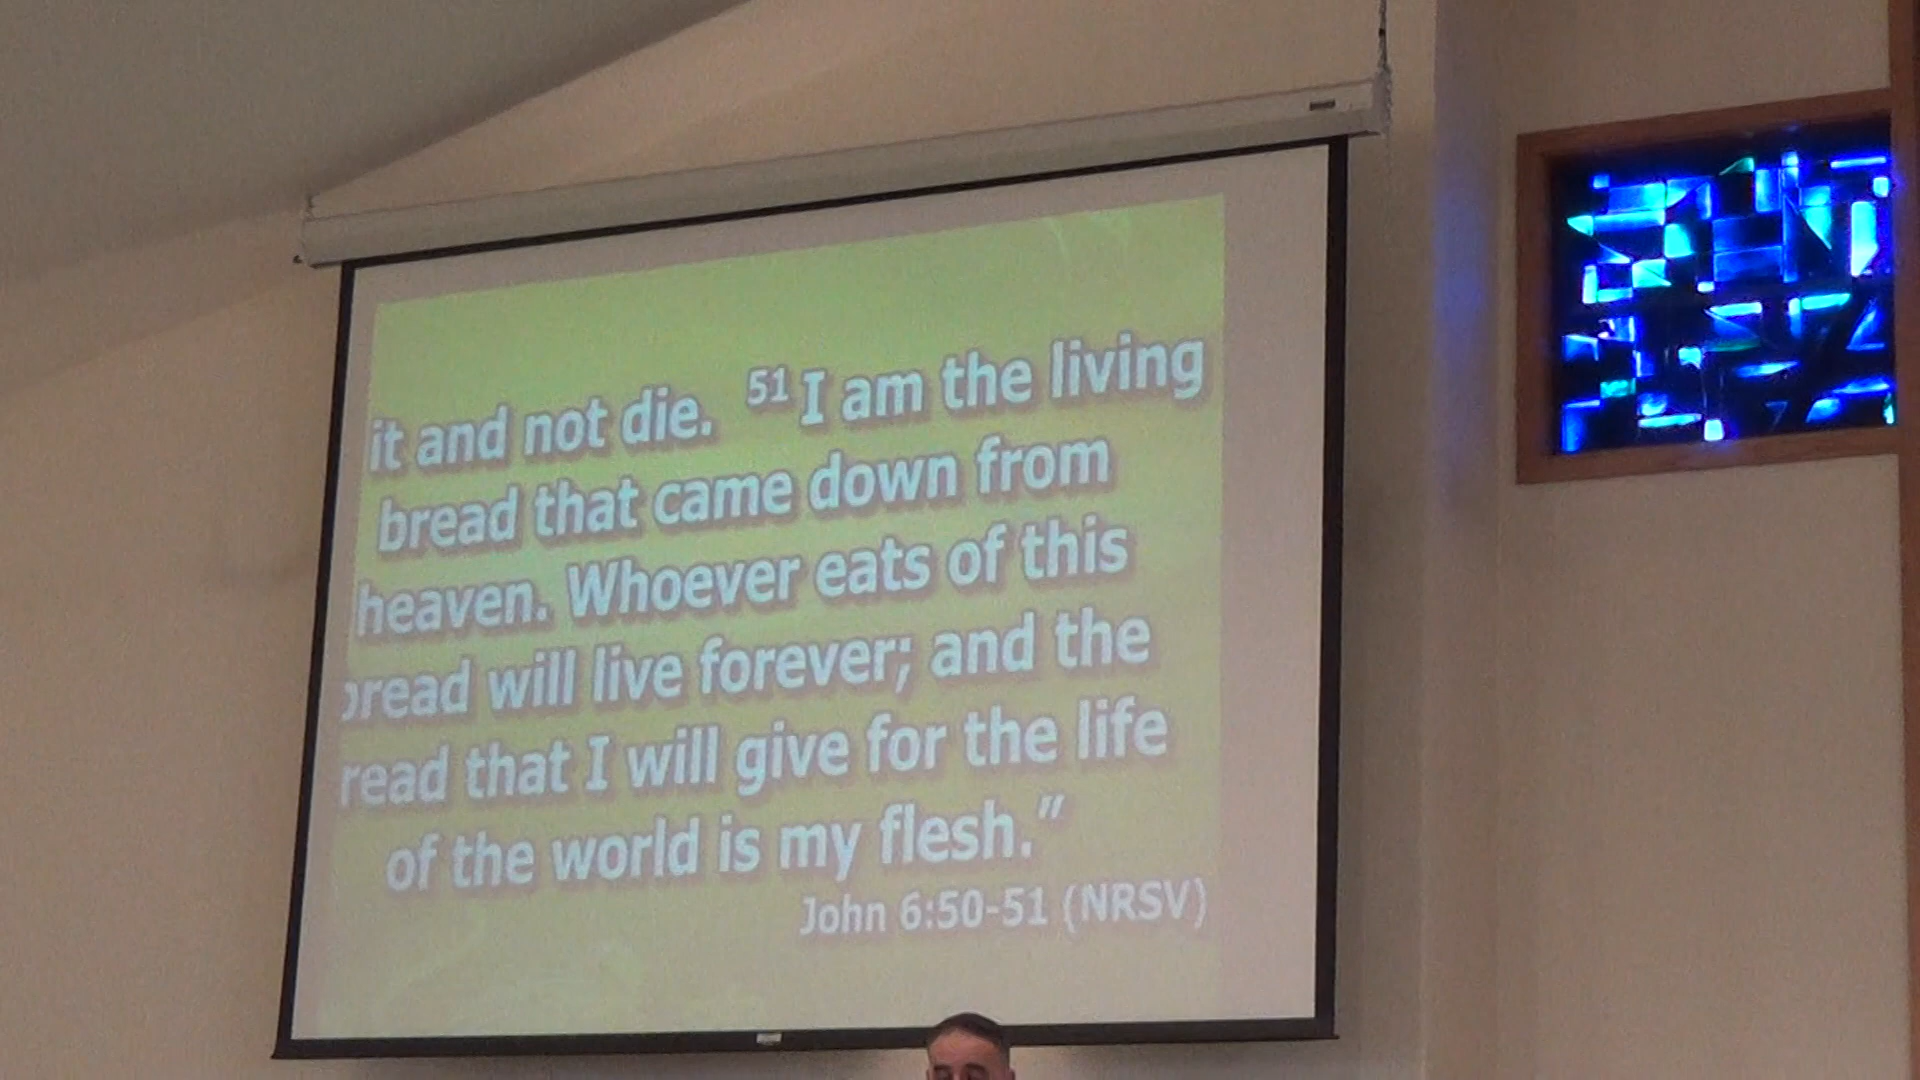 it and not die. 51 I am the living
bread that came down from
heaven. Whoever eats of this
bread will live forever; and the
read that I will give for the life
of the world is my flesh.”
John 6:50-51 (NRSV)